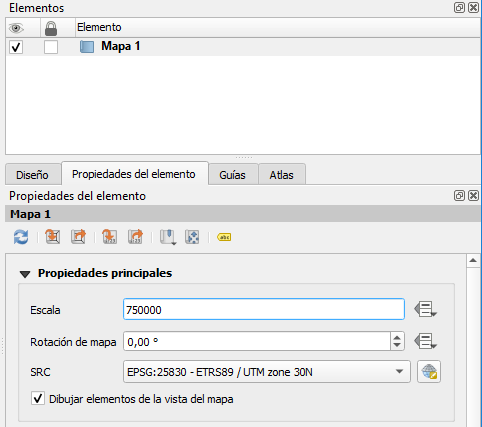 Elementos
Elemento
Mapa 1
Diseño Propiedades del elemento Guías Atlas
Propiedades del elemento
Mapa 1
abc
Propiedades principales
Escala 750000
Rotación de mapa 0,00 °
SRC EPSG:25830 - ETRS89 / UTM zone 30N
Dibujar elementos de la vista del mapa